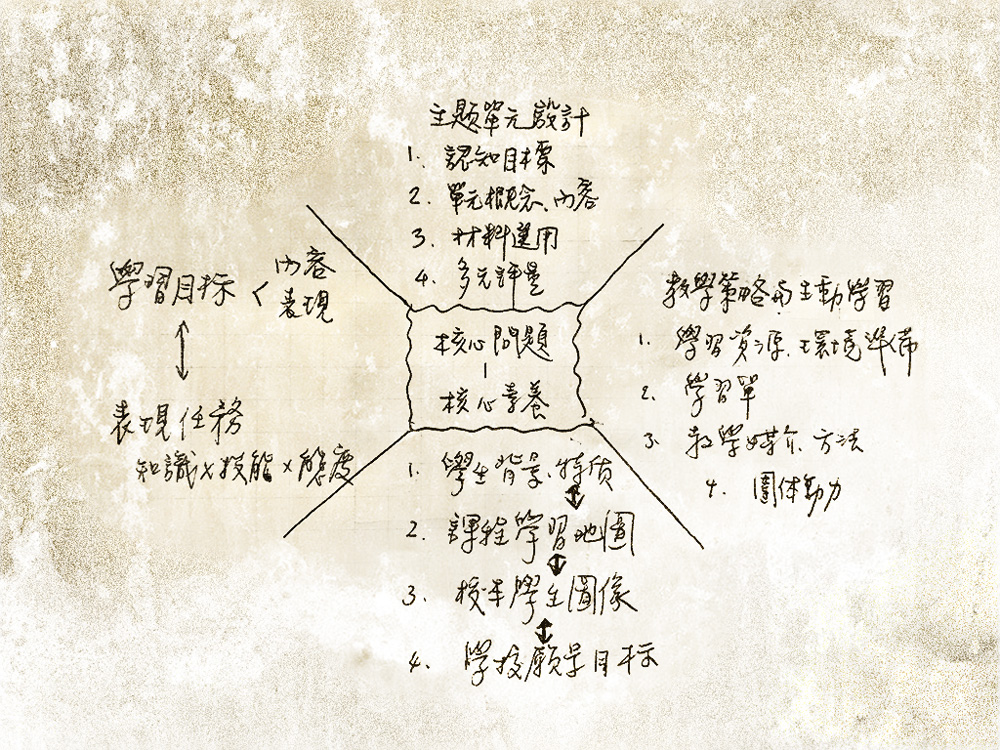 主題單元設計
1. 認知目標
2. 單元概念、內容
3. 材料選用
4. 多元評量
學習目标 < 內容
表現
表現任務
知識×技能×態度
核心問題
|
核心素養
教學策略與主動學習
1. 學習資源、環境準備
2. 學習單
3. 教學媒介、方法
4. 團体動力
1. 學生背景、特质
2. 課程學習地圖
3. 校本學生圖像
4. 學校願景目标